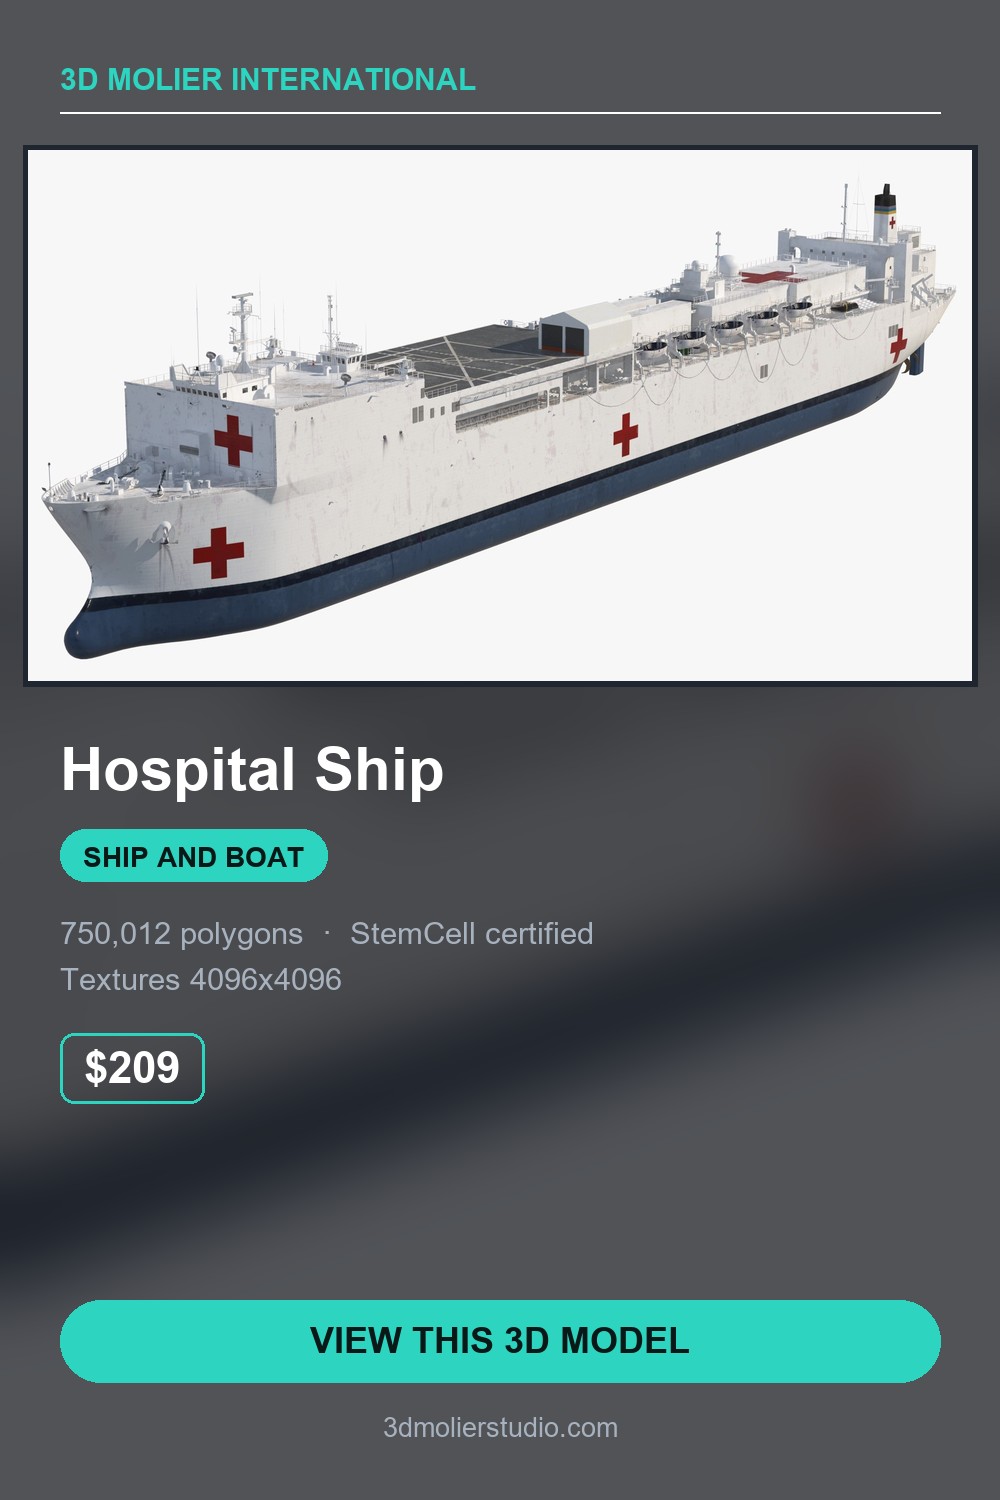 3D MOLIER INTERNATIONAL
Hospital Ship
SHIP AND BOAT
750,012 polygons · StemCell certified
Textures 4096x4096
$209
VIEW THIS 3D MODEL
3dmolierstudio.com